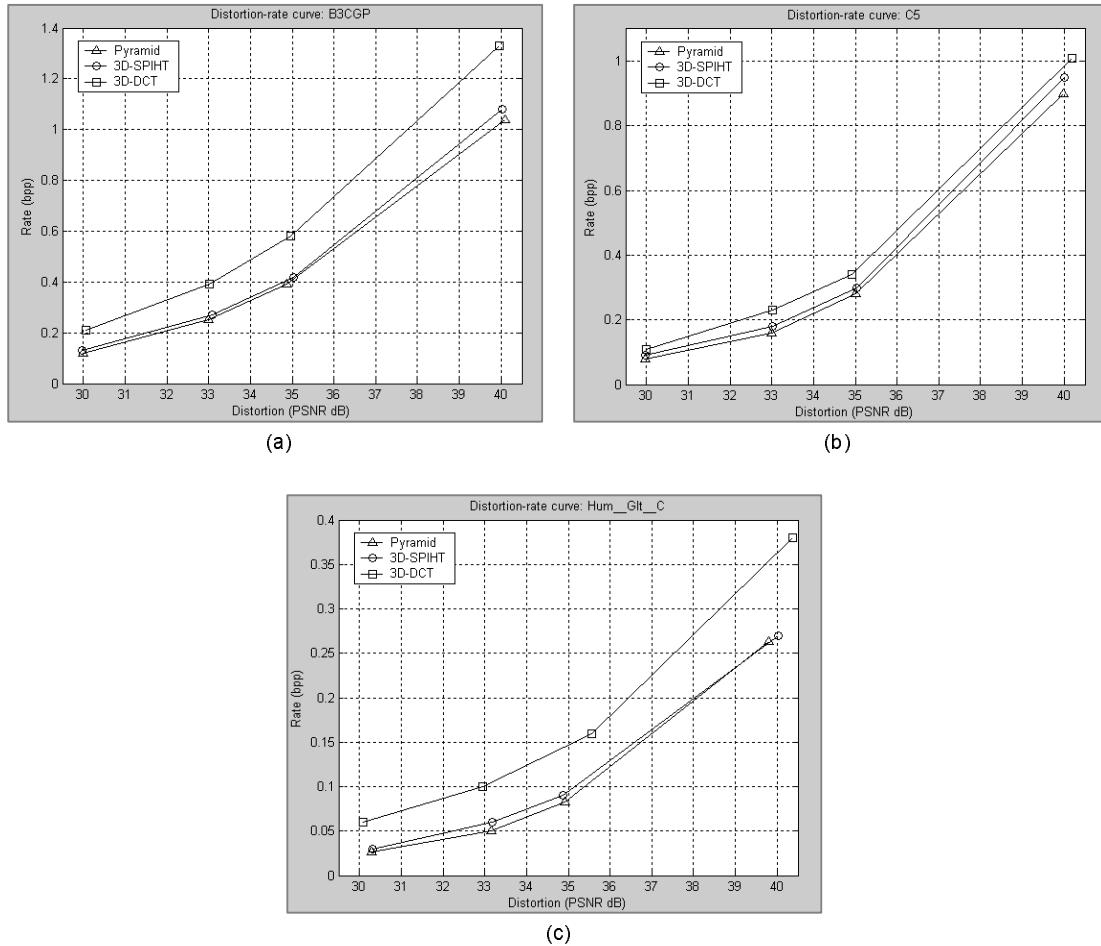 Distortion-rate curve: B3CGP
Pyramid
3D-SPIHT
3D-DCT
1.4
1.2
1
0.8
0.6
0.4
0.2
0
Rate (bpp)
30 31 32 33 34 35 36 37 38 39 40
Distortion (PSNR dB)
(a)
Distortion-rate curve: C5
Pyramid
3D-SPIHT
3D-DCT
1
0.8
0.6
0.4
0.2
0
Rate (bpp)
30 31 32 33 34 35 36 37 38 39 40
Distortion (PSNR dB)
(b)
Distortion-rate curve: Hum__Glt__C
Pyramid
3D-SPIHT
3D-DCT
0.4
0.35
0.3
0.25
0.2
0.15
0.1
0.05
0
Rate (bpp)
30 31 32 33 34 35 36 37 38 39 40
Distortion (PSNR dB)
(c)